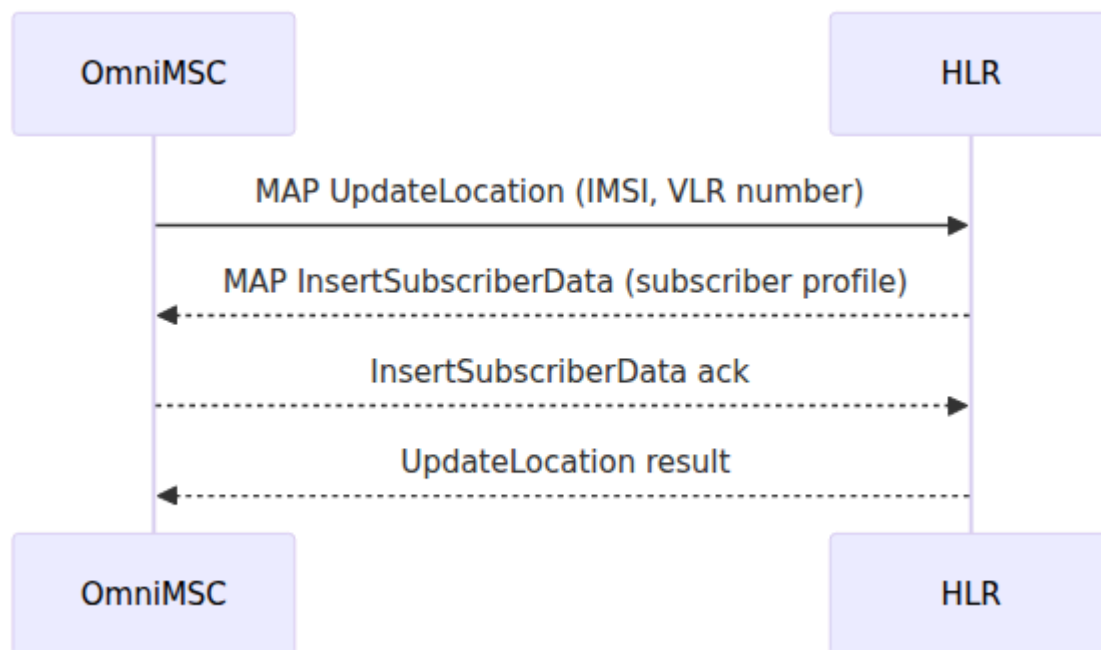 OmniMSC
HLR
MAP UpdateLocation (IMSI, VLR number)
MAP InsertSubscriberData (subscriber profile)
InsertSubscriberData ack
UpdateLocation result
OmniMSC
HLR